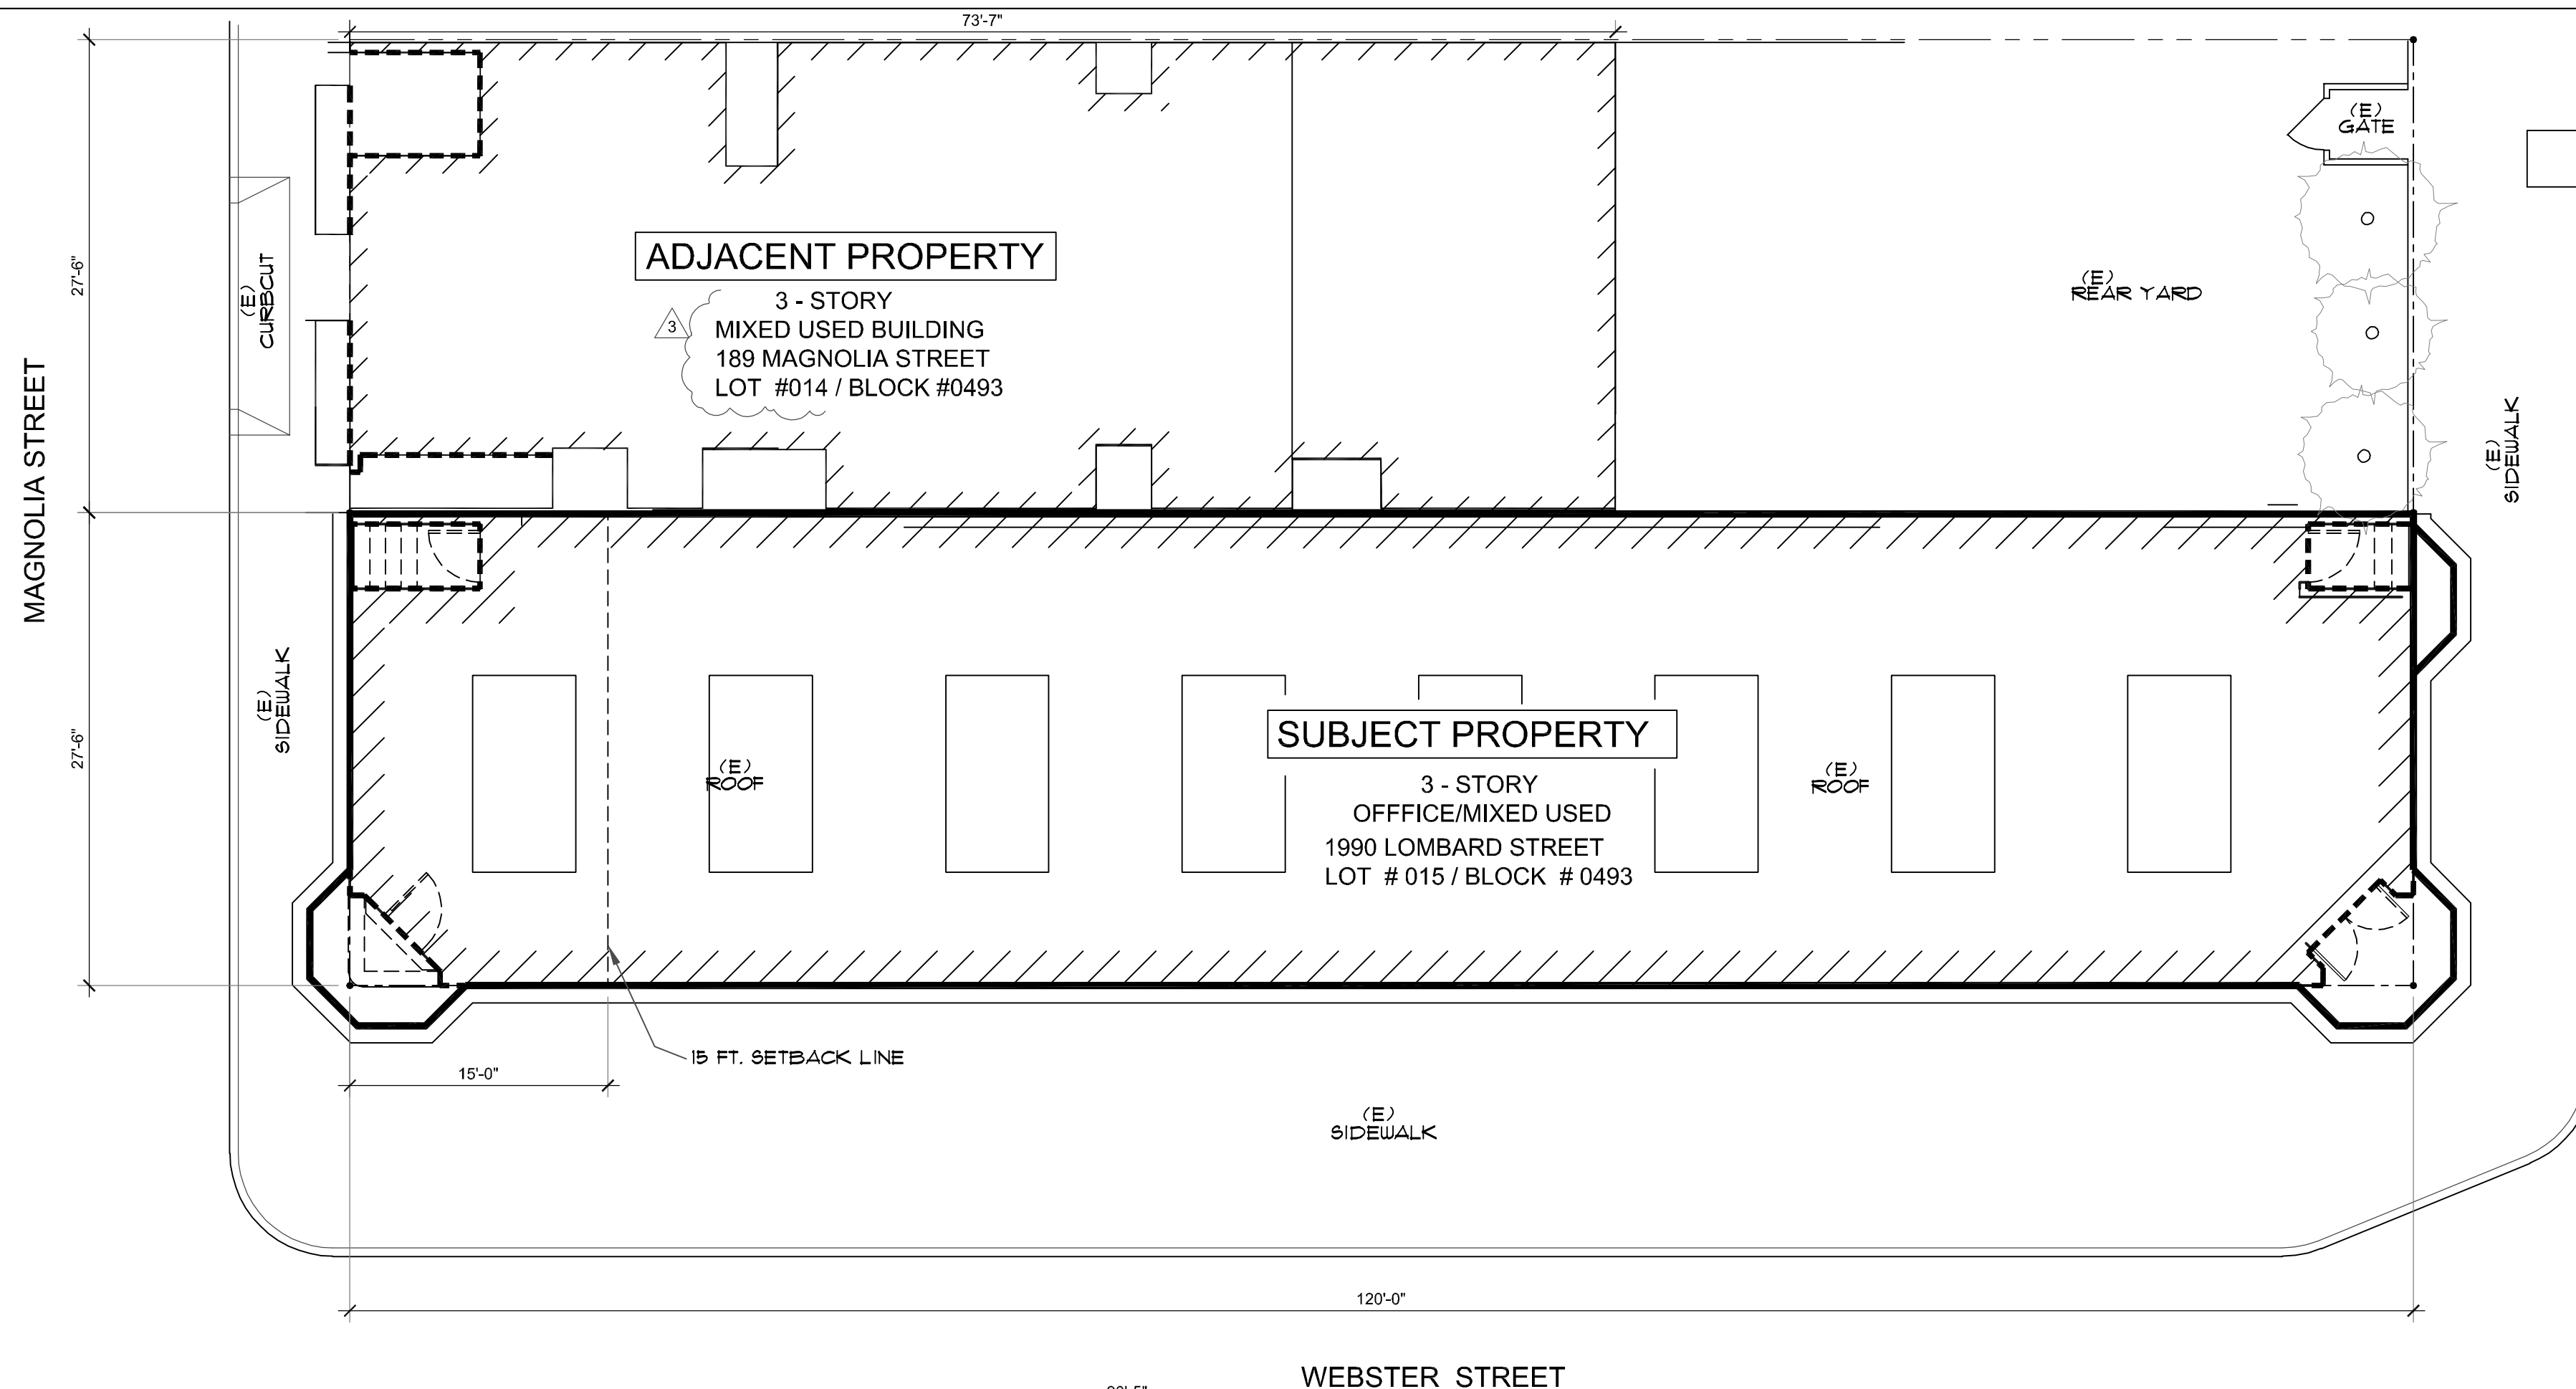 73'-7"
(E)
GATE
27'-6"
ADJACENT PROPERTY
3 - STORY
MIXED USED BUILDING
189 MAGNOLIA STREET
LOT #014 / BLOCK #0493
3
(E)
CURBCUT
(E)
REAR YARD
MAGNOLIA STREET
(E)
SIDEWALK
(E)
SIDEWALK
27'-6"
(E)
ROOF
SUBJECT PROPERTY
3 - STORY
OFFFICE/MIXED USED
1990 LOMBARD STREET
LOT # 015 / BLOCK # 0493
(E)
ROOF
15 FT. SETBACK LINE
15'-0"
(E)
SIDEWALK
120'-0"
WEBSTER STREET